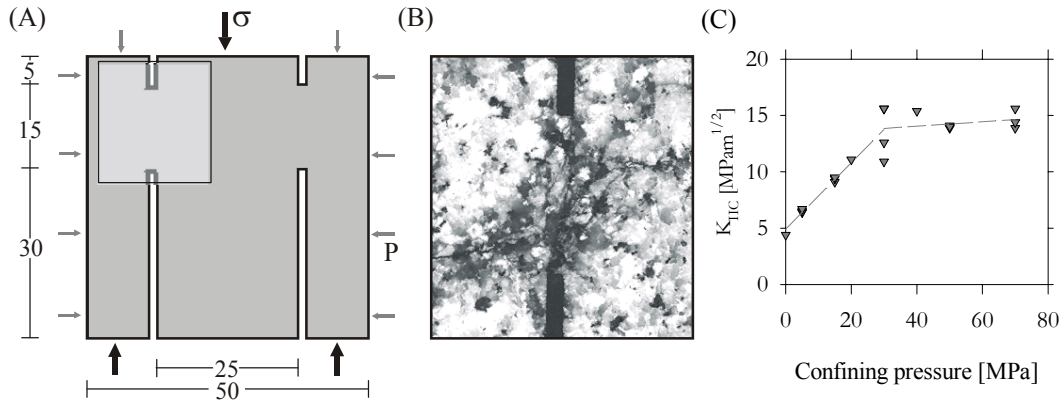 (A)
σ
(B)
(C)
5
15
30
P
25
50
K_IIC [MPam^1/2]
20
15
10
5
0
0 20 40 60 80
Confining pressure [MPa]